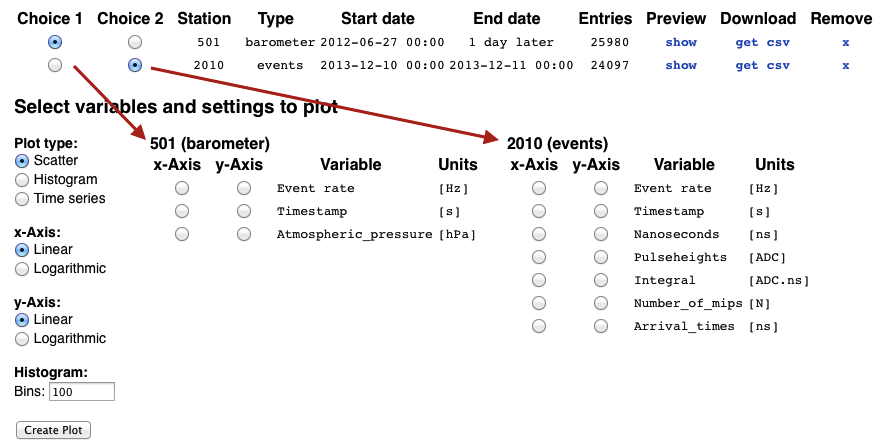 Choice 1 Choice 2 Station Type Start date End date Entries Preview Download Remove
501 barometer 2012-06-27 00:00 1 day later 25980 show get csv x
2010 events 2013-12-10 00:00 2013-12-11 00:00 24097 show get csv x
Select variables and settings to plot
Plot type:
Scatter
Histogram
Time series
x-Axis:
Linear
Logarithmic
y-Axis:
Linear
Logarithmic
Histogram:
Bins: 100
Create Plot
501 (barometer)
x-Axis y-Axis Variable Units
Event rate [Hz]
Timestamp [s]
Atmospheric_pressure [hPa]
2010 (events)
x-Axis y-Axis Variable Units
Event rate [Hz]
Timestamp [s]
Nanoseconds [ns]
Pulseheights [ADC]
Integral [ADC.ns]
Number_of_mips [N]
Arrival_times [ns]